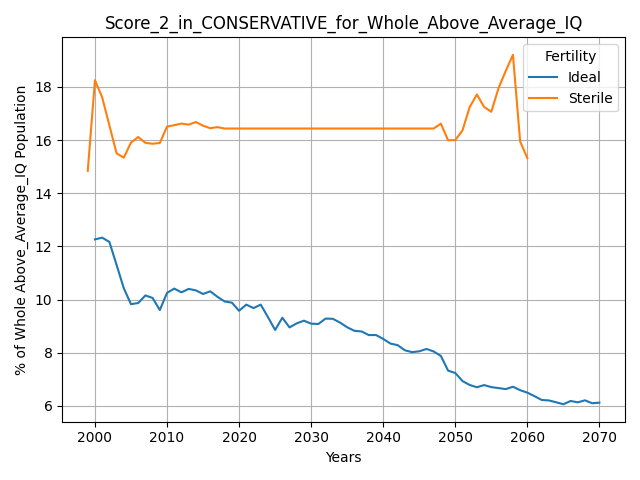 Score_2_in_CONSERVATIVE_for_Whole_Above_Average_IQ
Fertility
Ideal
Sterile
% of Whole Above_Average_IQ Population
18
16
14
12
10
8
6
2000 2010 2020 2030 2040 2050 2060 2070
Years